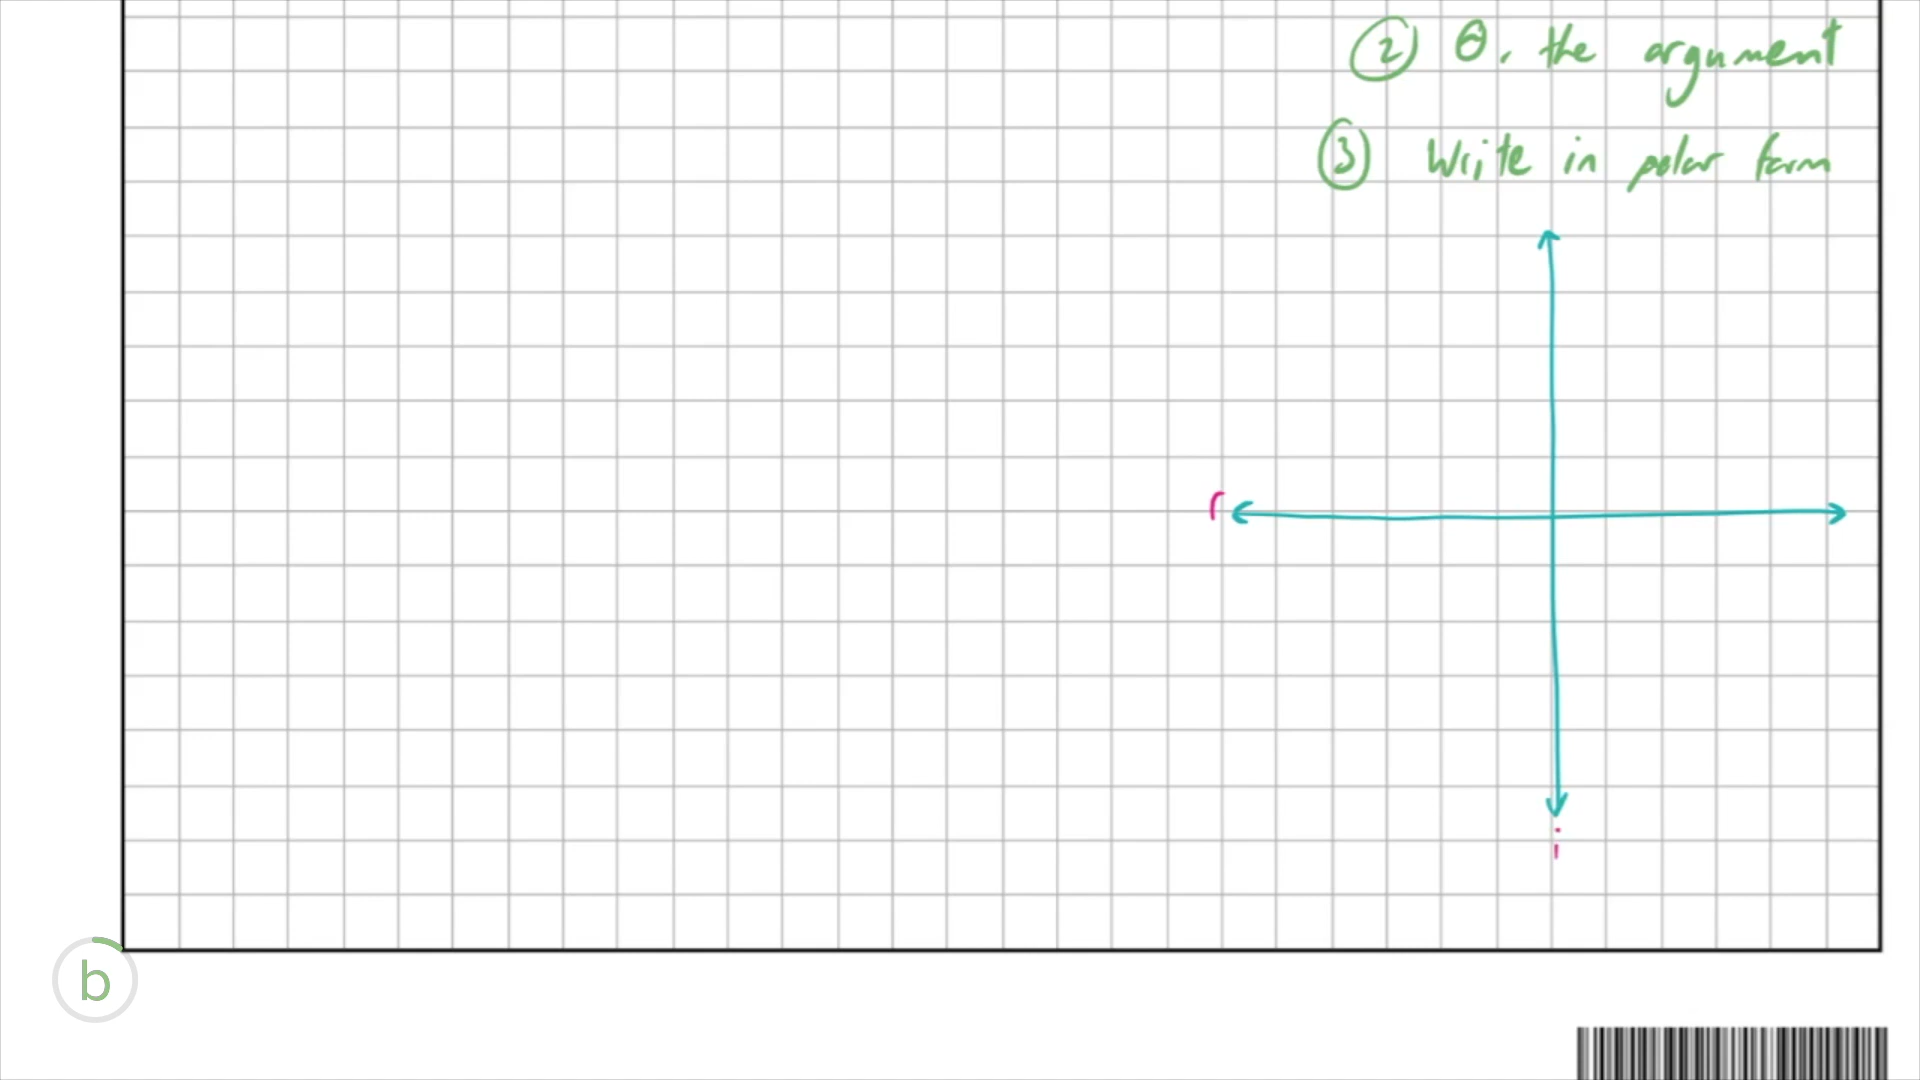 ② θ, the argument
③ Write in polar form
r
i
b